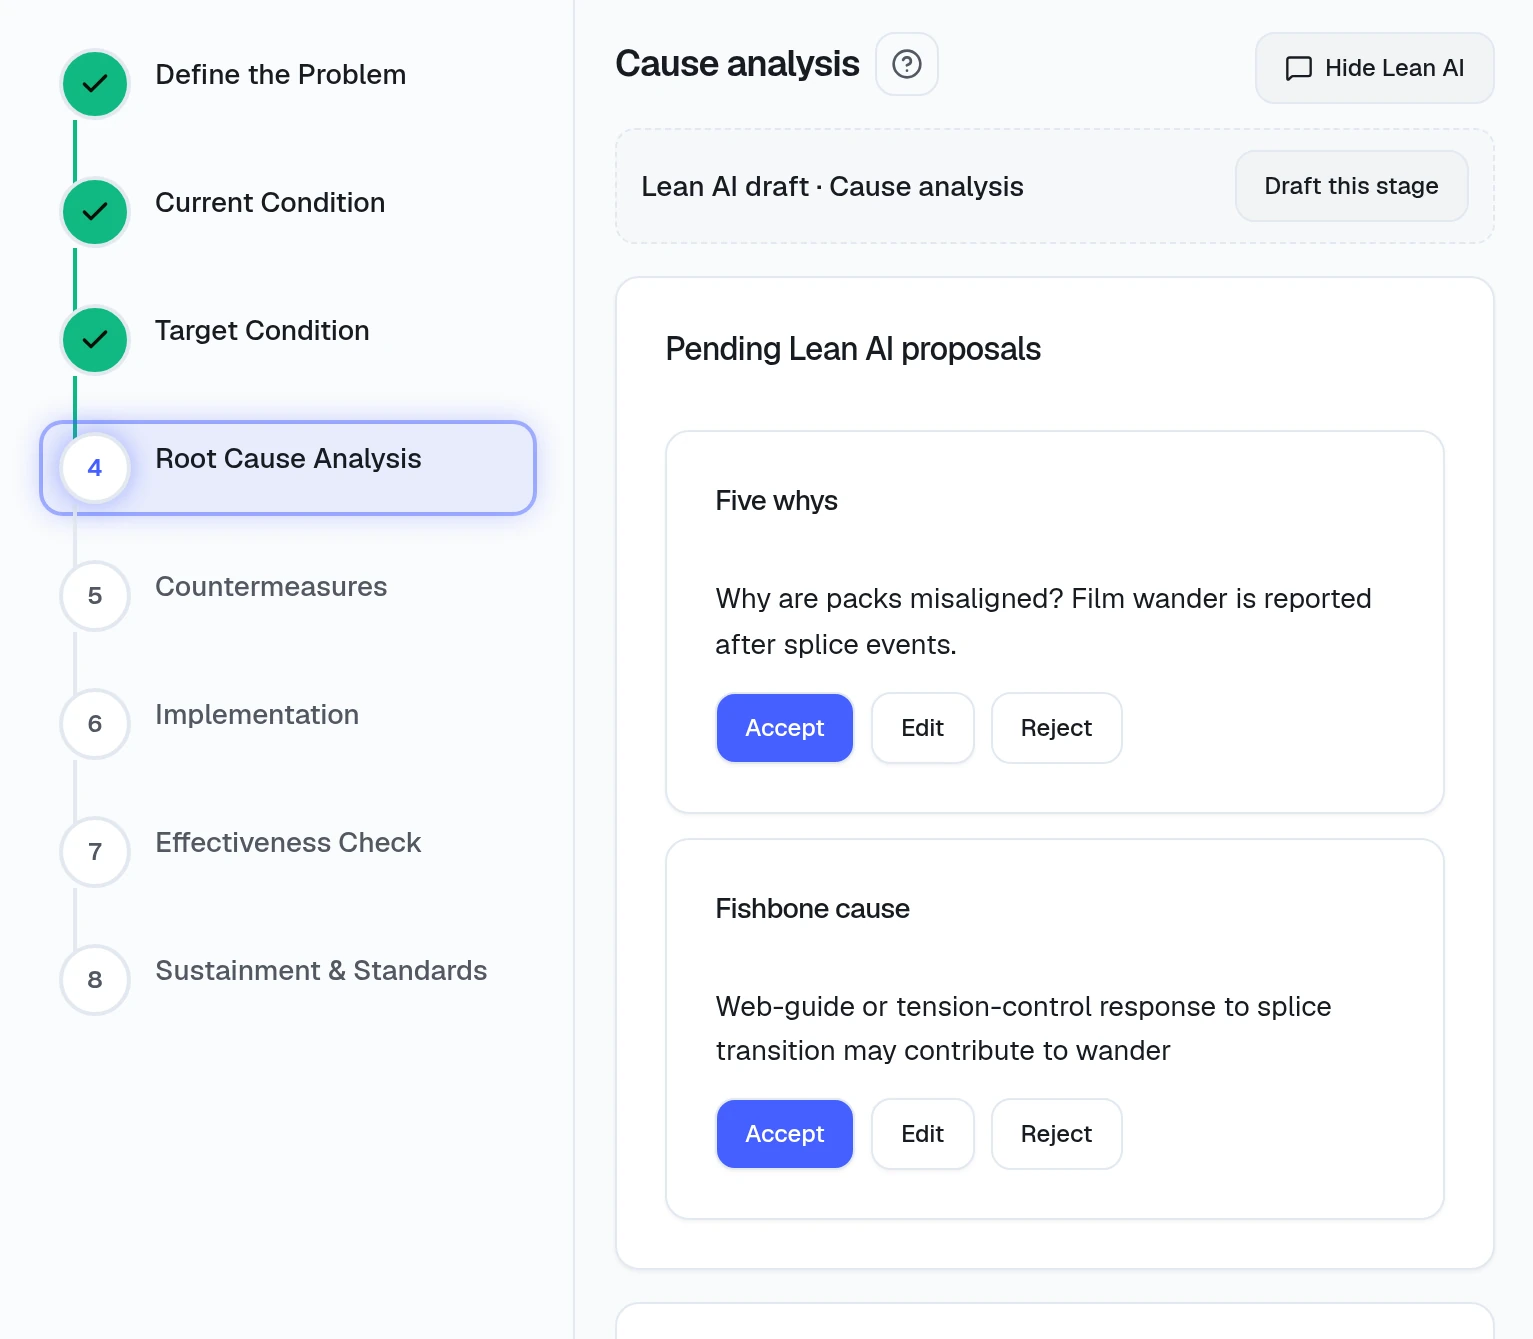 Define the Problem
Current Condition
Target Condition
4
Root Cause Analysis
5
Countermeasures
6
Implementation
7
Effectiveness Check
8
Sustainment & Standards
Cause analysis
Hide Lean AI
Lean AI draft · Cause analysis
Draft this stage
Pending Lean AI proposals
Five whys
Why are packs misaligned? Film wander is reported
after splice events.
Accept
Edit
Reject
Fishbone cause
Web-guide or tension-control response to splice
transition may contribute to wander
Accept
Edit
Reject